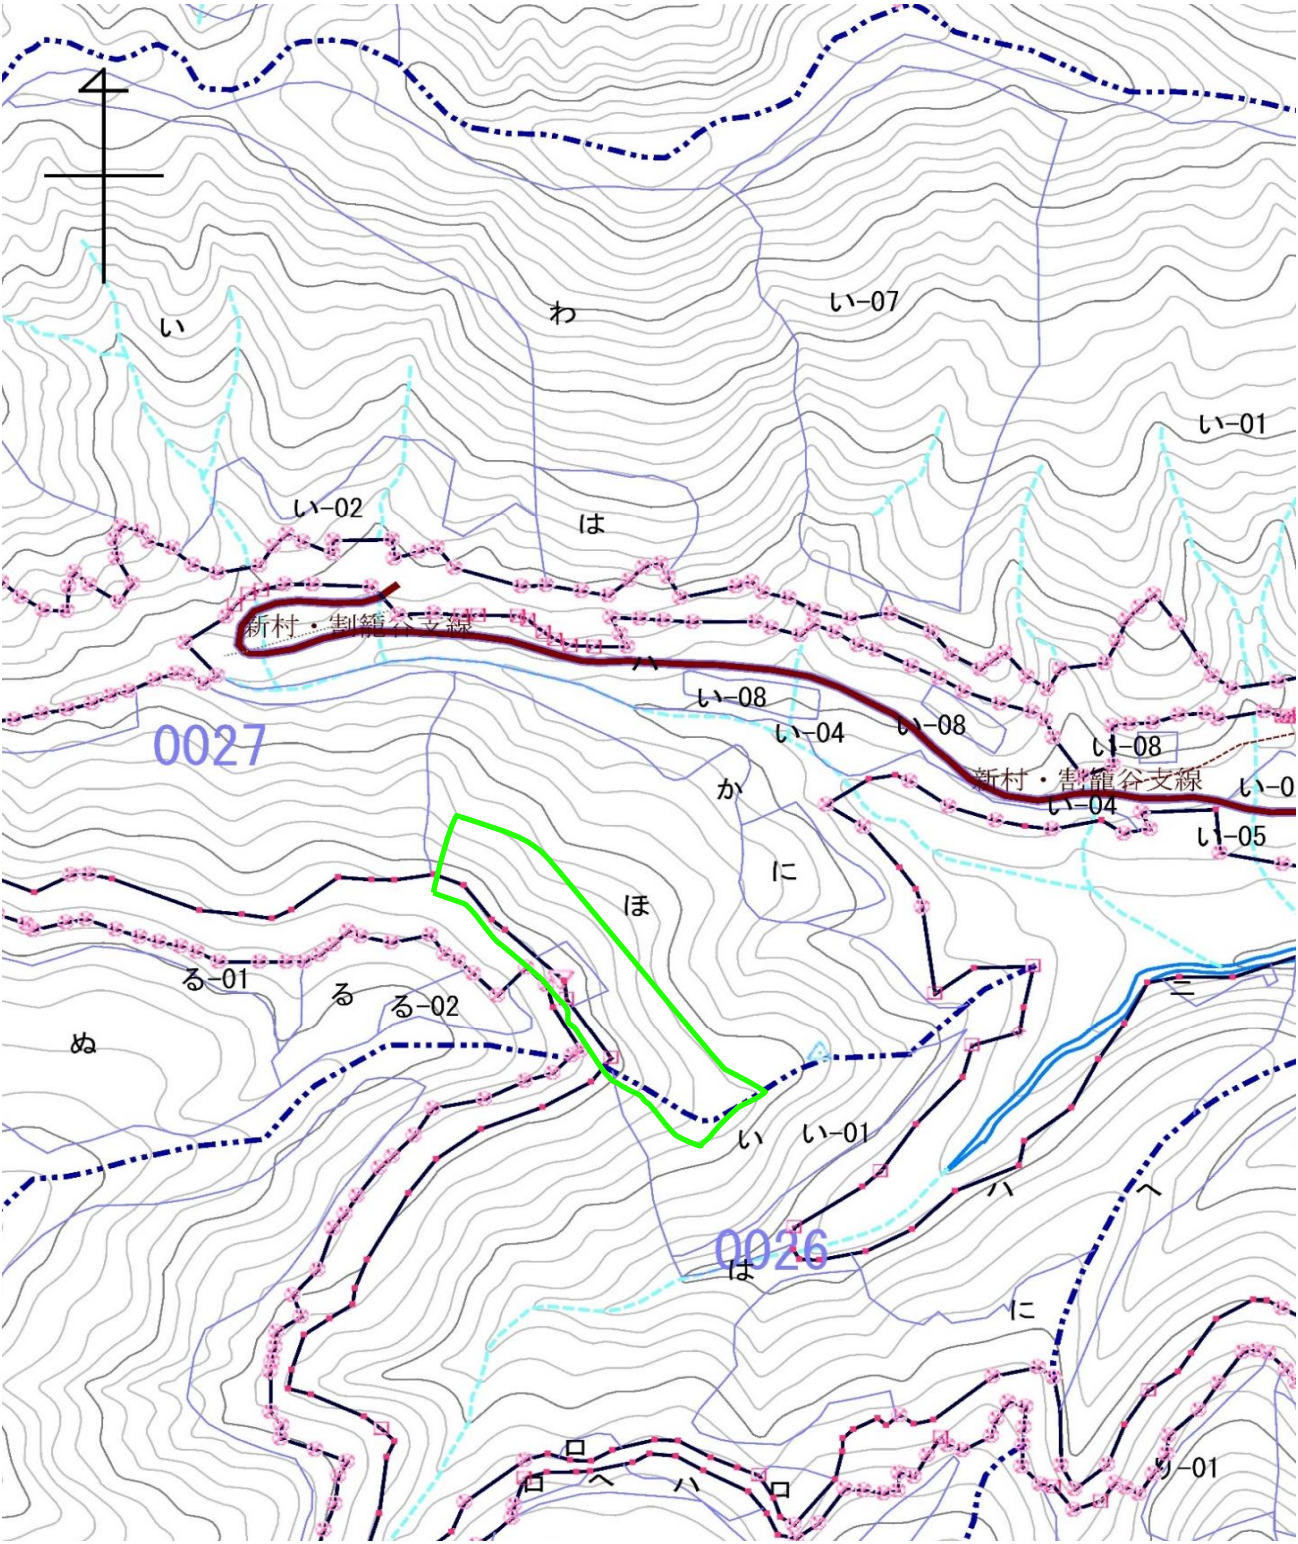 い-07
わ
い
い-01
い-02
は
新村・割籠谷支線
ハ
い-08
い-08
い-04
0027
い-08
新村・割籠谷支線
か
い-0
い-04
い-05
に
ほ
る-01
る
る-02
ニ
ぬ
い
い-01
ハ
へ
0026
は
に
ロ
ロ
へ
ハ
ロ
り-01